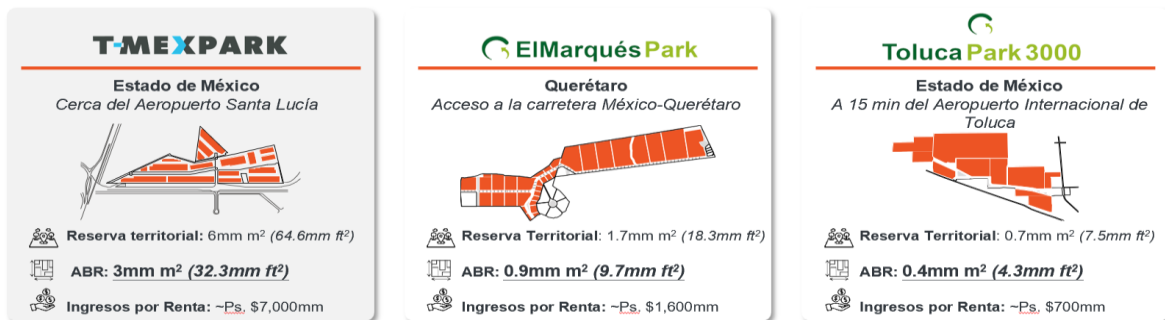 T-MEXPARK
Estado de México
Cerca del Aeropuerto Santa Lucía
Reserva territorial: 6mm m² (64.6mm ft²)
ABR: 3mm m² (32.3mm ft²)
Ingresos por Renta: ~Ps. $7,000mm
ElMarqués Park
Querétaro
Acceso a la carretera México-Querétaro
Reserva Territorial: 1.7mm m² (18.3mm ft²)
ABR: 0.9mm m² (9.7mm ft²)
Ingresos por Renta: ~Ps. $1,600mm
Toluca Park 3000
Estado de México
A 15 min del Aeropuerto Internacional de
Toluca
Reserva Territorial: 0.7mm m² (7.5mm ft²)
ABR: 0.4mm m² (4.3mm ft²)
Ingresos por Renta: ~Ps. $700mm